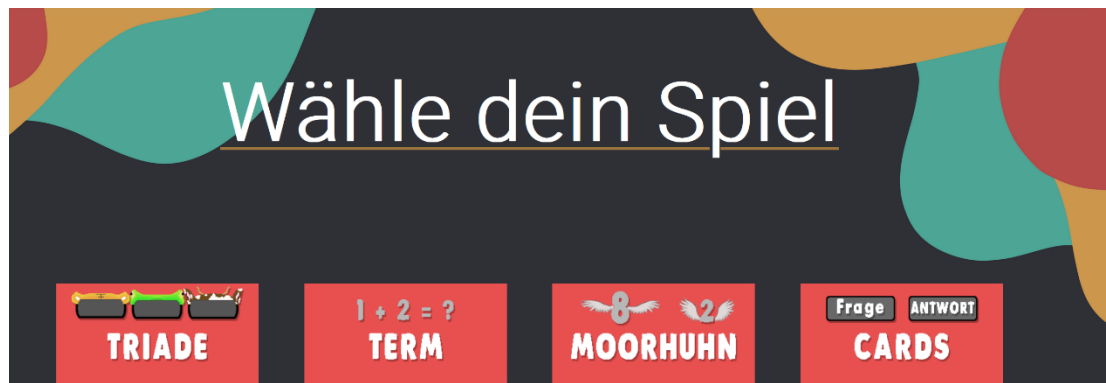 Wähle dein Spiel
1 + 2 = ?
8 2
Frage ANTWORT
TRIADE
TERM
MOORHUHN
CARDS